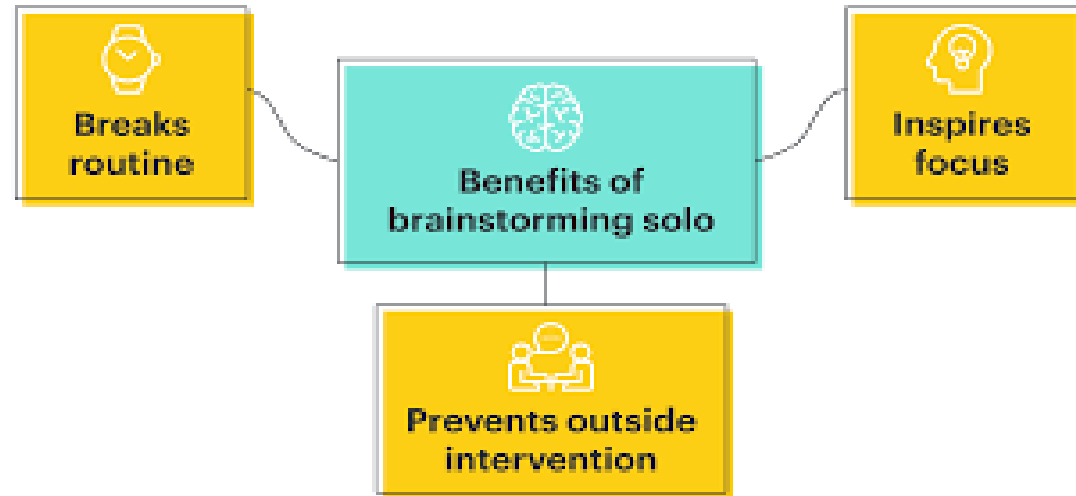 Breaks
routine
Benefits of
brainstorming solo
Inspires
focus
Prevents outside
intervention